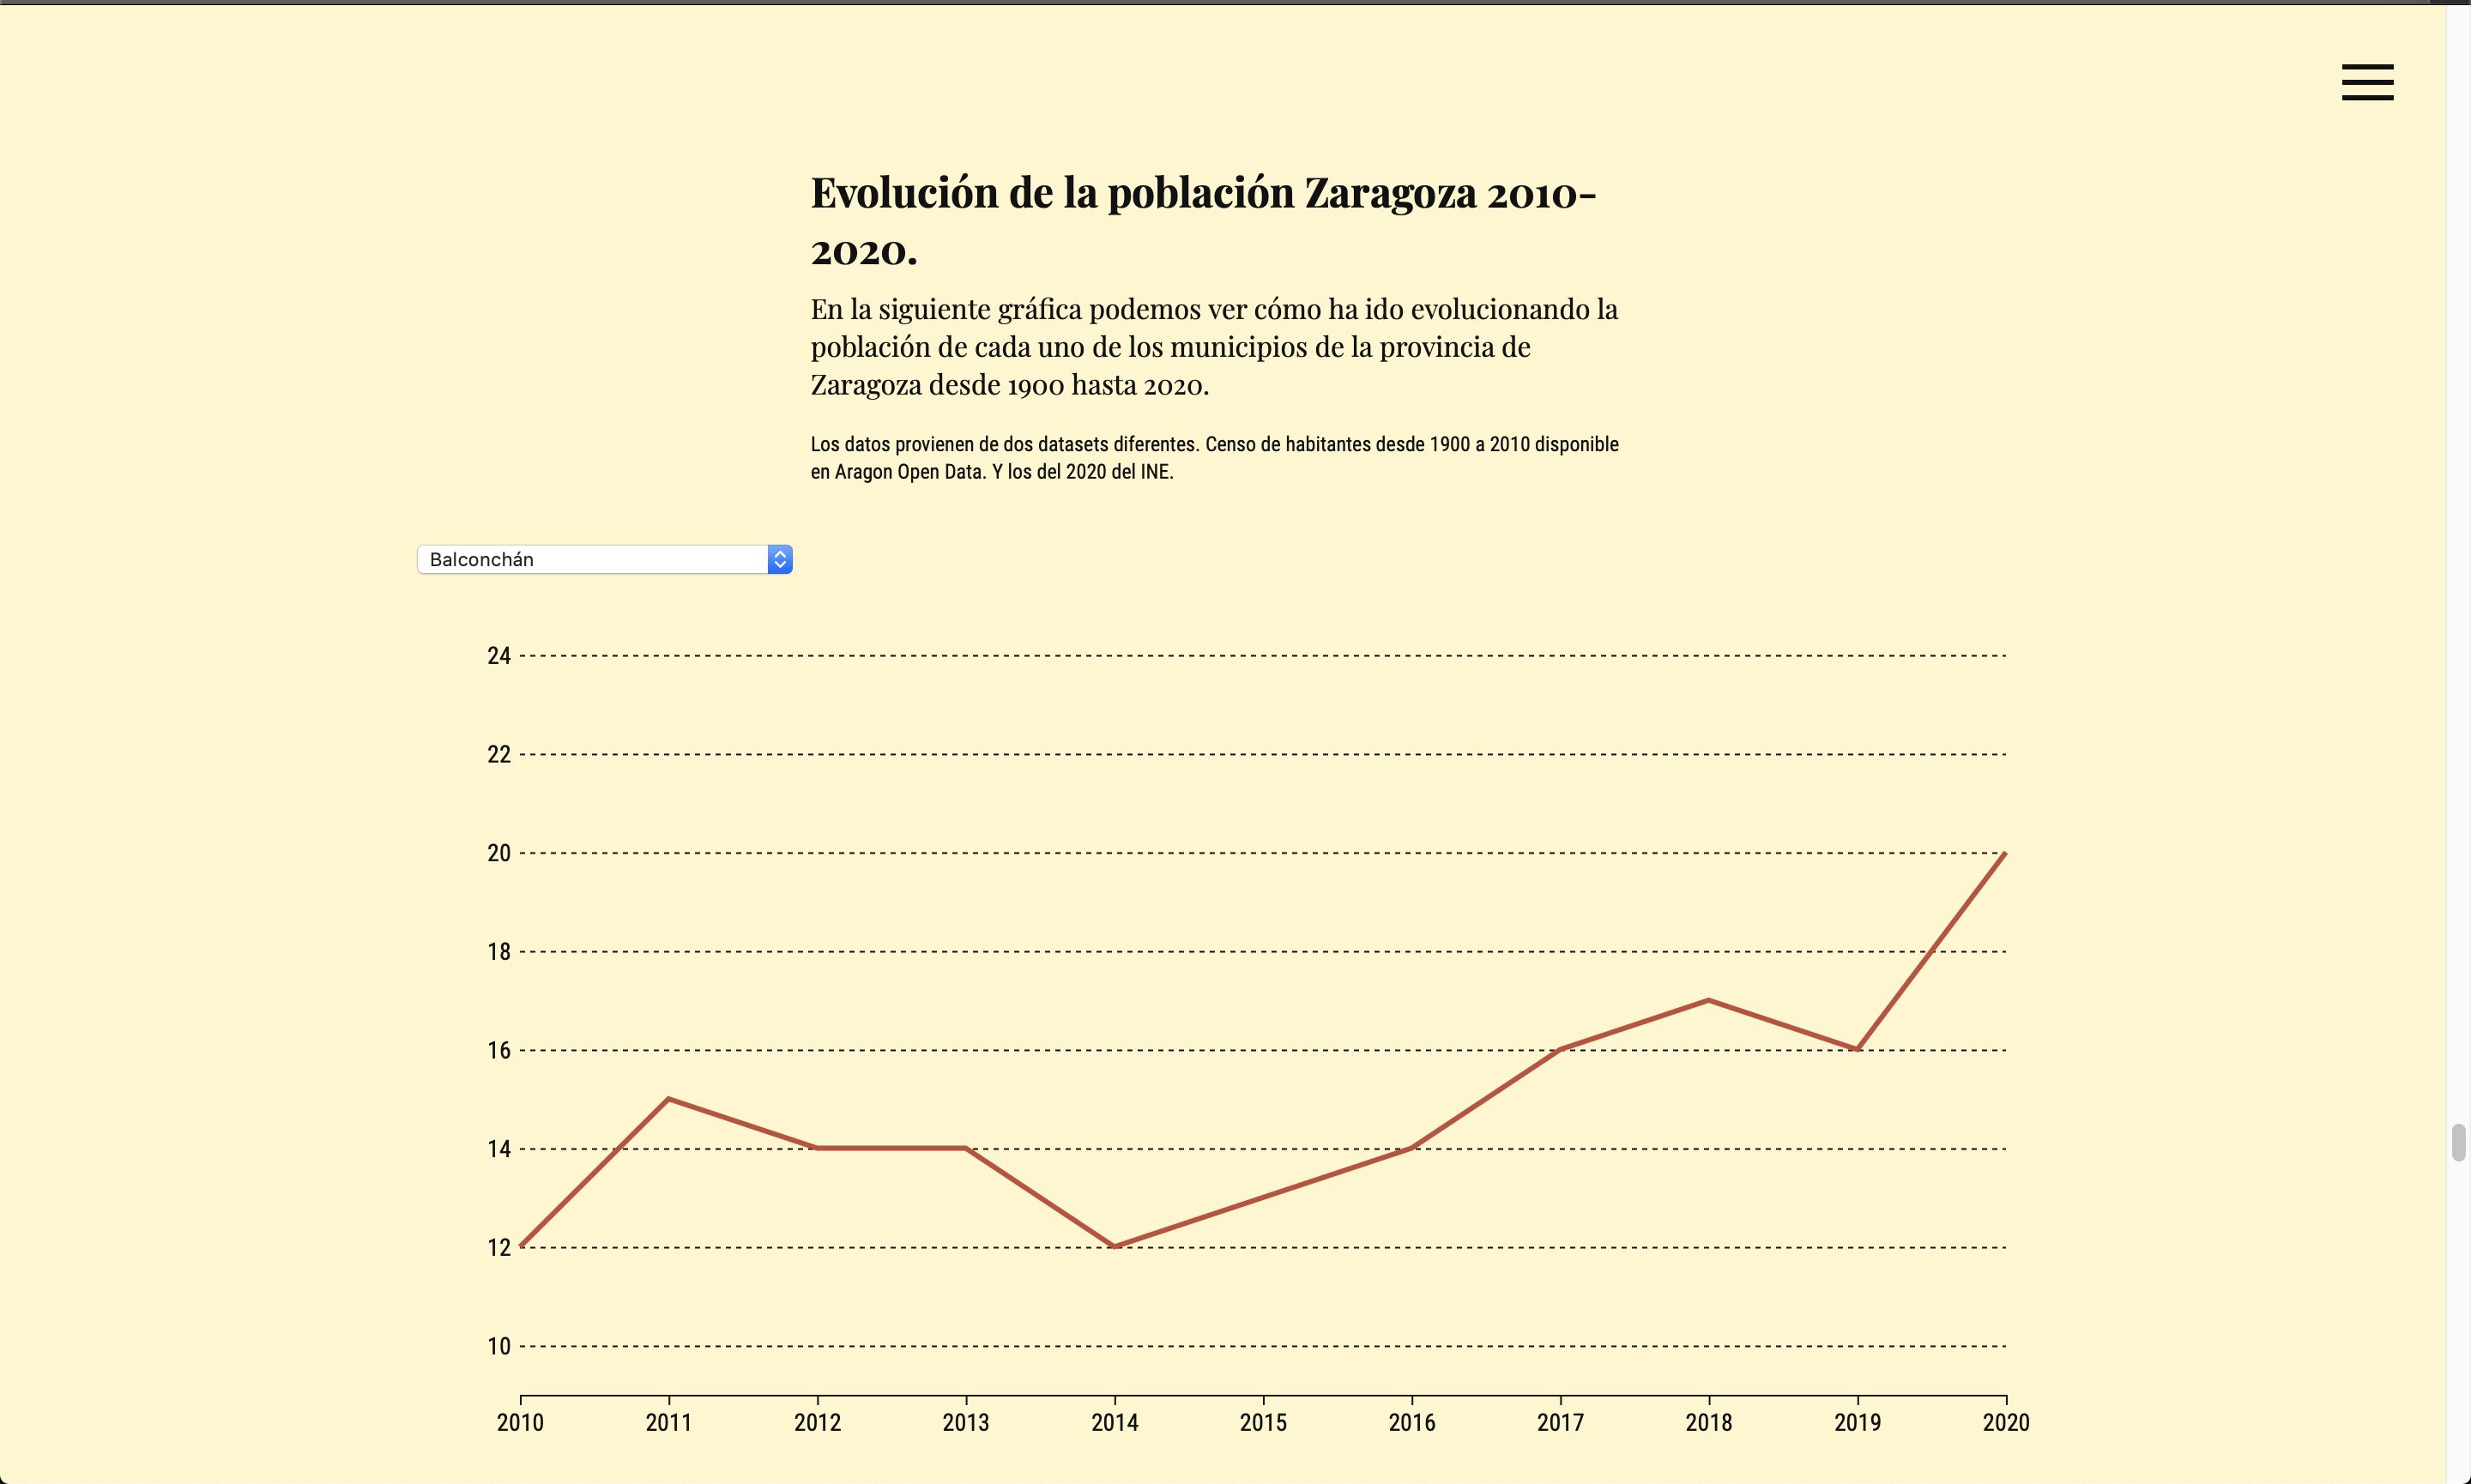 Evolución de la población Zaragoza 2010-
2020.
En la siguiente gráfica podemos ver cómo ha ido evolucionando la
población de cada uno de los municipios de la provincia de
Zaragoza desde 1900 hasta 2020.
Los datos provienen de dos datasets diferentes. Censo de habitantes desde 1900 a 2010 disponible
en Aragon Open Data. Y los del 2020 del INE.
Balconchán
24
22
20
18
16
14
12
10
2010 2011 2012 2013 2014 2015 2016 2017 2018 2019 2020